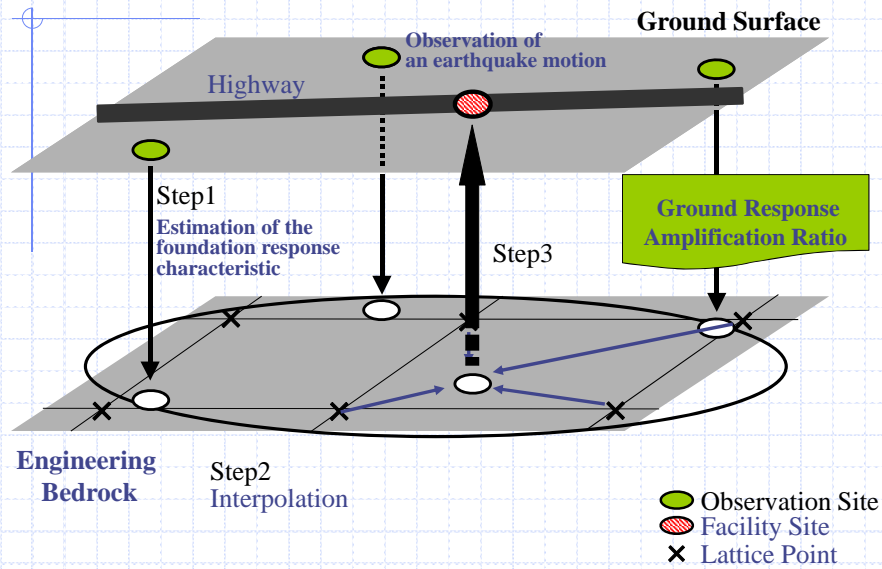 Ground Surface
Observation of
an earthquake motion
Highway
Step1
Estimation of the
foundation response
characteristic
Step3
Ground Response
Amplification Ratio
Engineering
Bedrock
Step2
Interpolation
Observation Site
Facility Site
Lattice Point